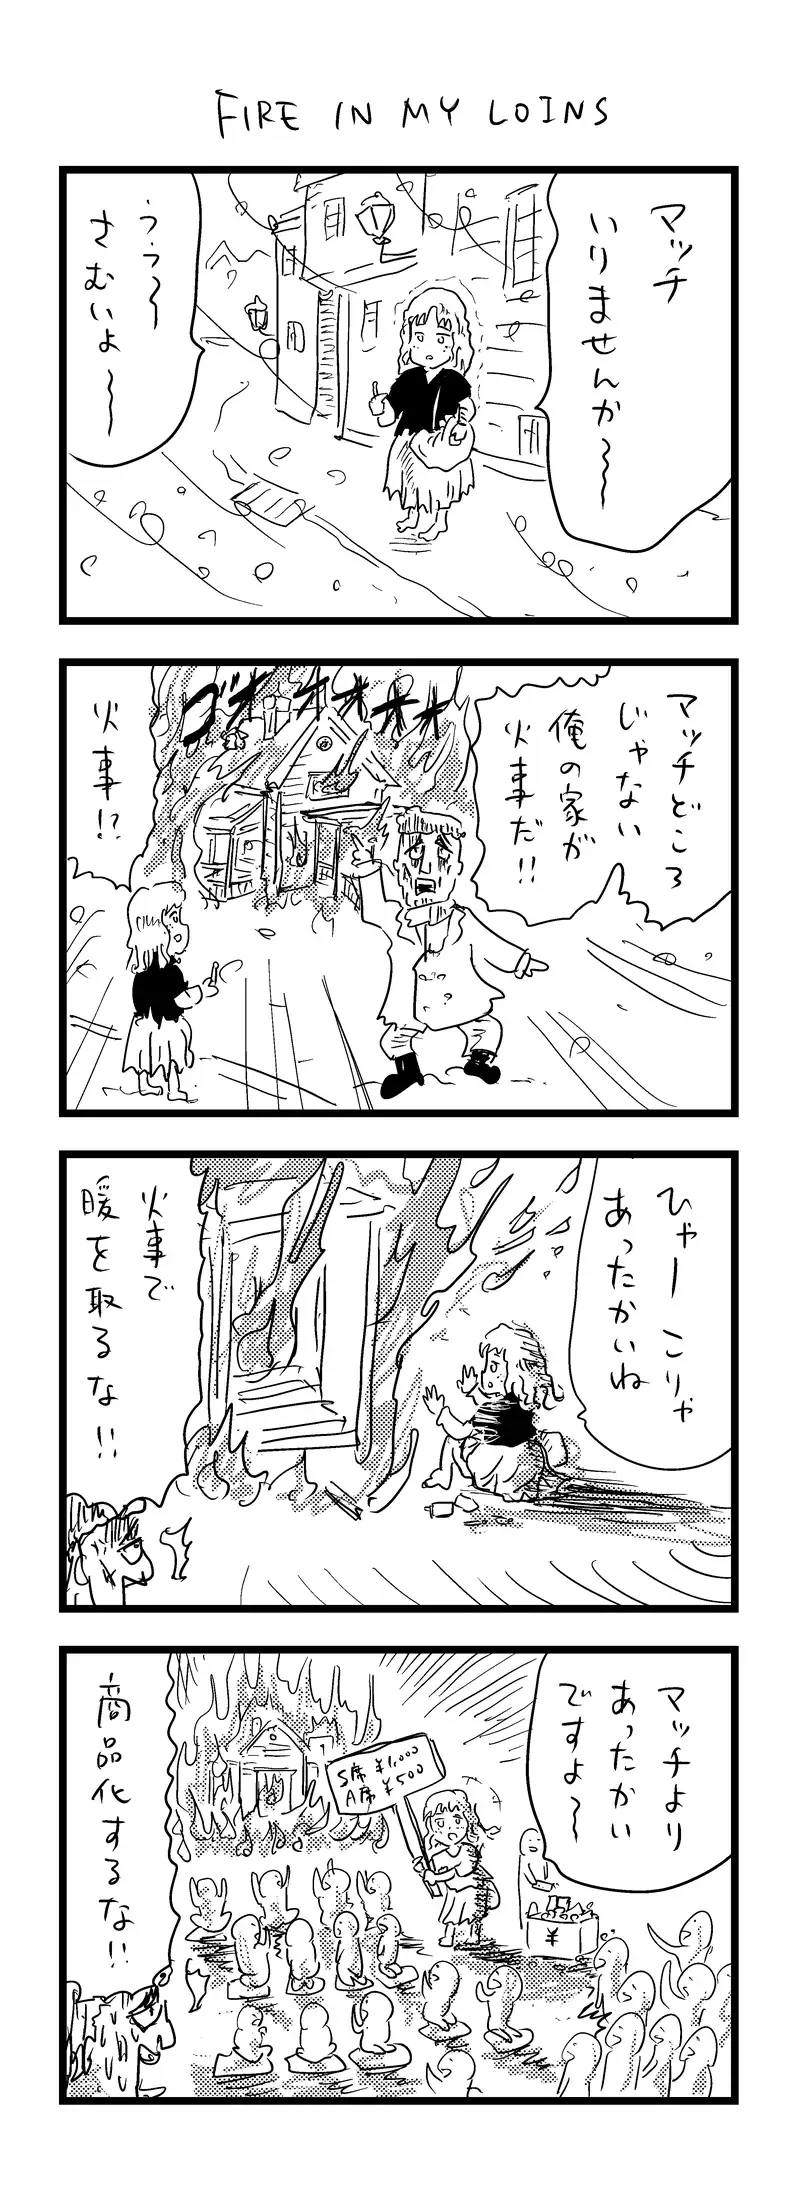 FIRE IN MY LOINS
マッチ
いりませんか〜〜
うぅ〜
さむいよ〜〜
マッチどころ
じゃない
俺の家が
火事だ!!
ゴオオオオオ
火事!?
ひゃー こりゃ
あったかいね
火事で
暖を取るな!!
マッチより
あったかい
ですよ〜
S席 ¥1,000
A席 ¥500
¥
商品化するな!!